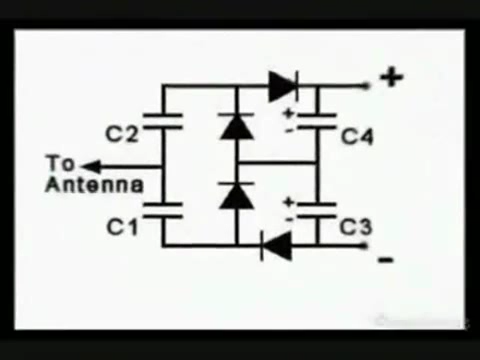 +
+
C2
-
C4
To
Antenna
+
C1
-
C3
-